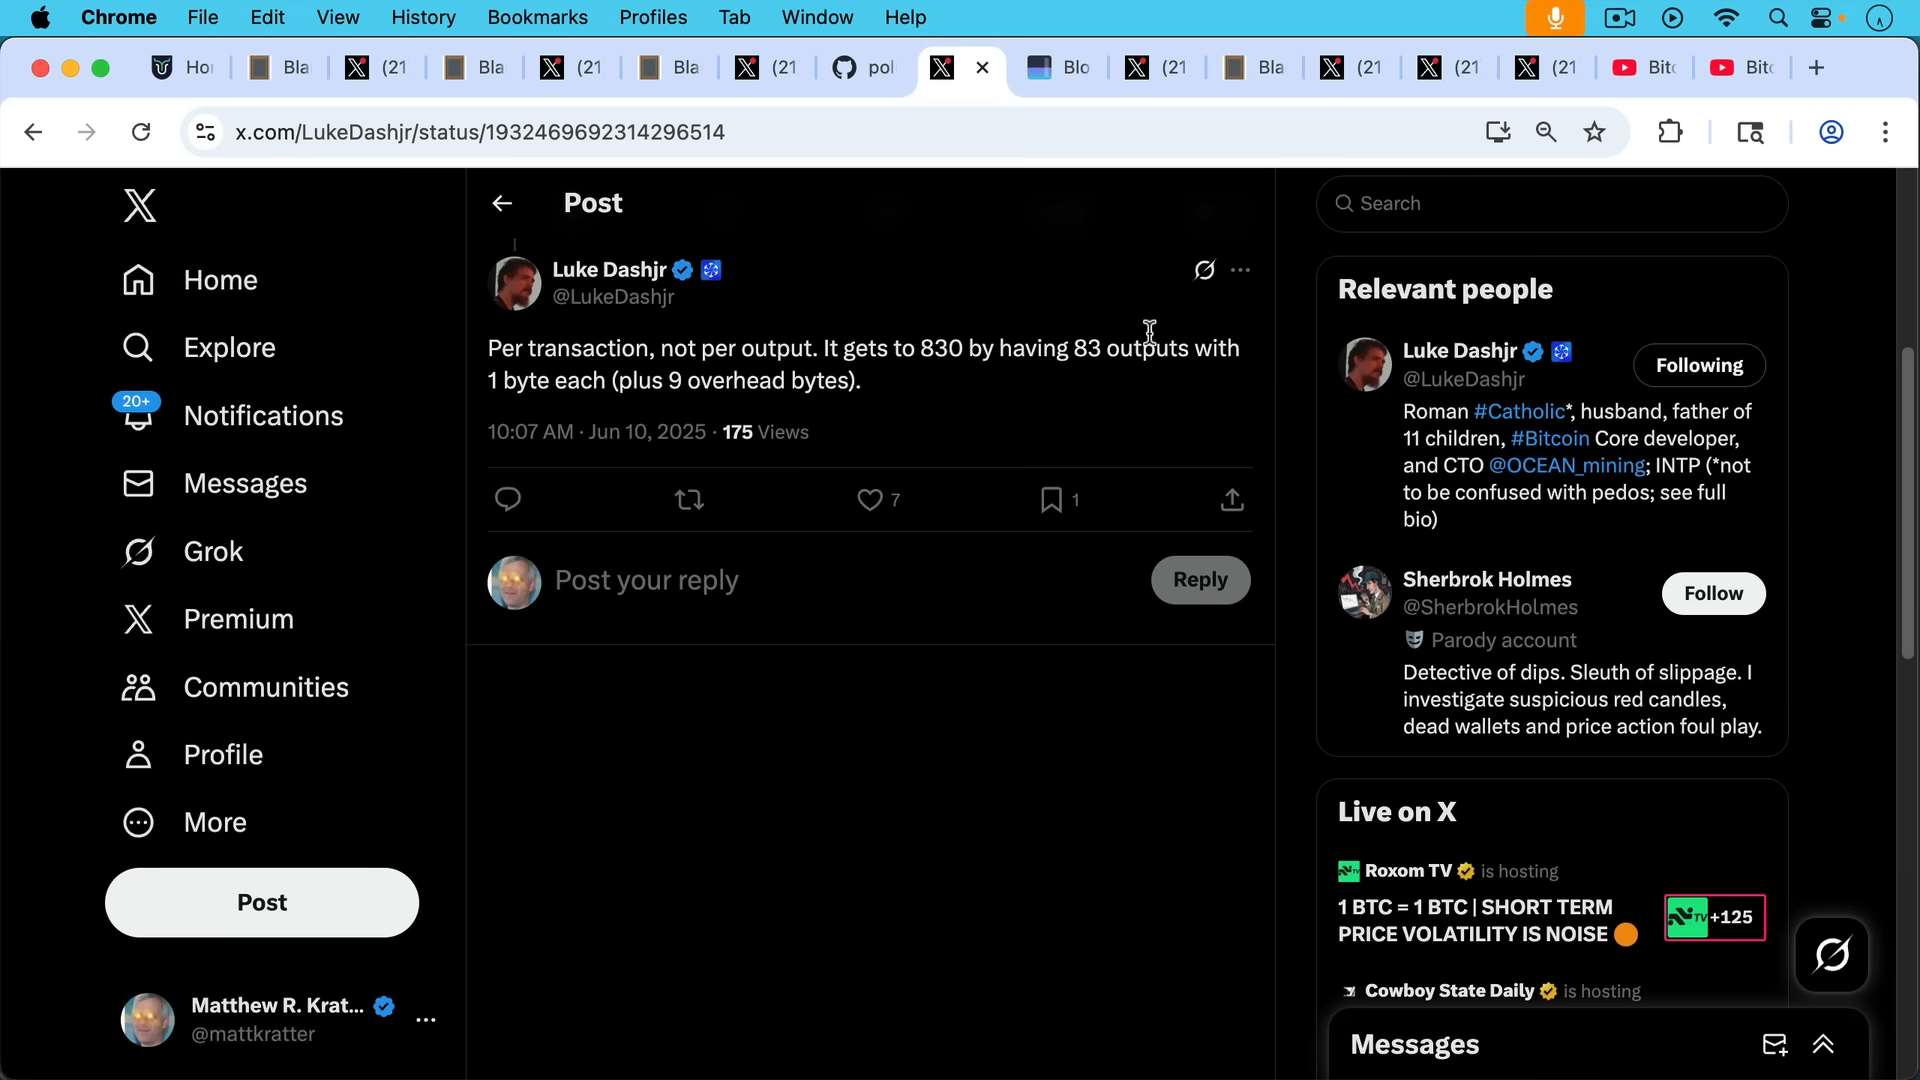 Chrome File Edit View History Bookmarks Profiles Tab Window Help
Hor Bla (21 Bla (21 Bla (21 pol Blo (21 Bla (21 (21 (21 Bitc Bitc
x.com/LukeDashjr/status/1932469692314296514
Home
Explore
20+
Notifications
Messages
Grok
Premium
Communities
Profile
More
Post
Matthew R. Krat...
@mattkratter
Post
Luke Dashjr
@LukeDashjr
Per transaction, not per output. It gets to 830 by having 83 outputs with
1 byte each (plus 9 overhead bytes).
10:07 AM · Jun 10, 2025 · 175 Views
7
1
Post your reply
Reply
Search
Relevant people
Luke Dashjr
@LukeDashjr
Following
Roman #Catholic*, husband, father of
11 children, #Bitcoin Core developer,
and CTO @OCEAN_mining; INTP (*not
to be confused with pedos; see full
bio)
Sherbrok Holmes
@SherbrokHolmes
Follow
Parody account
Detective of dips. Sleuth of slippage. I
investigate suspicious red candles,
dead wallets and price action foul play.
Live on X
Roxom TV is hosting
1 BTC = 1 BTC | SHORT TERM
PRICE VOLATILITY IS NOISE
TV +125
Cowboy State Daily is hosting
Messages